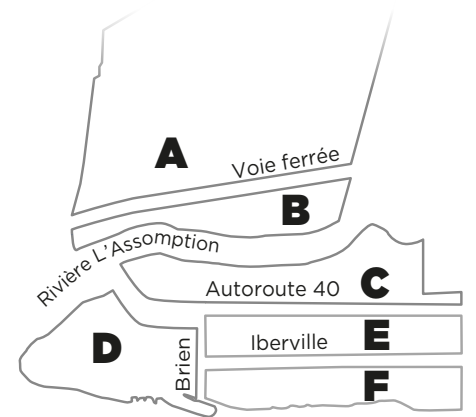 A
Voie ferrée
B
Rivière L'Assomption
Autoroute 40
C
D
Brien
Iberville
E
F